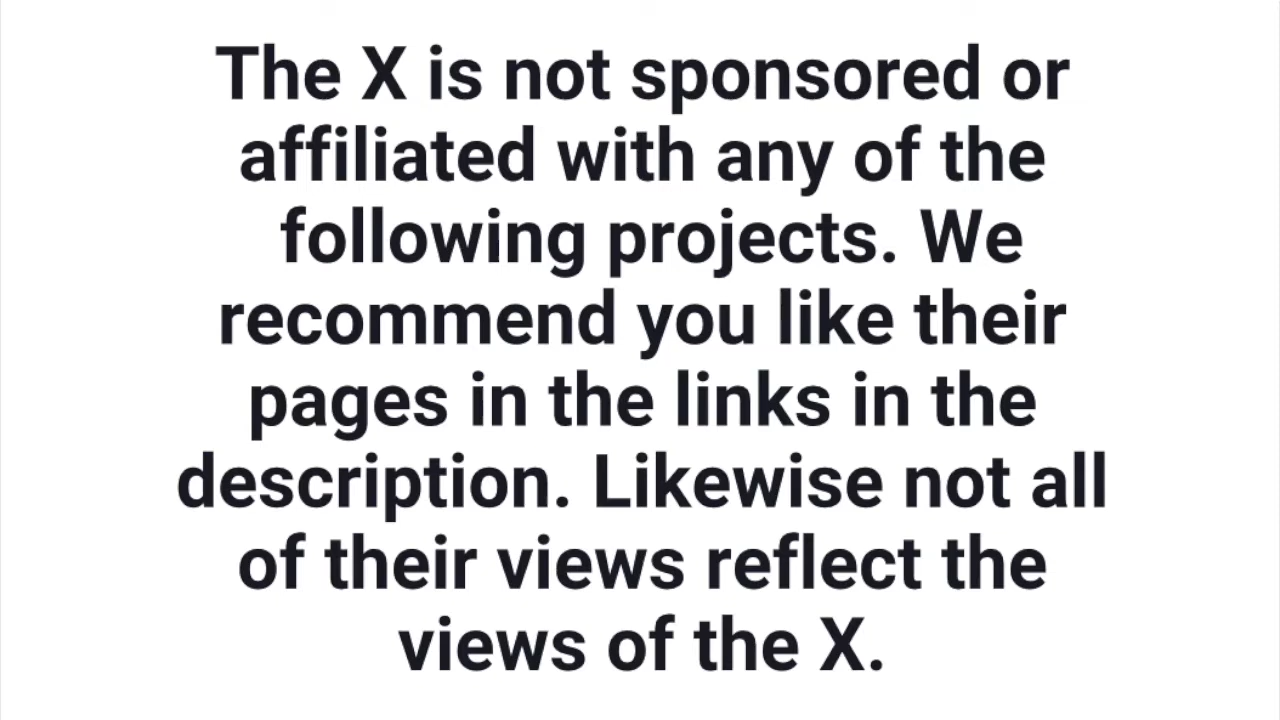 The X is not sponsored or
affiliated with any of the
following projects. We
recommend you like their
pages in the links in the
description. Likewise not all
of their views reflect the
views of the X.